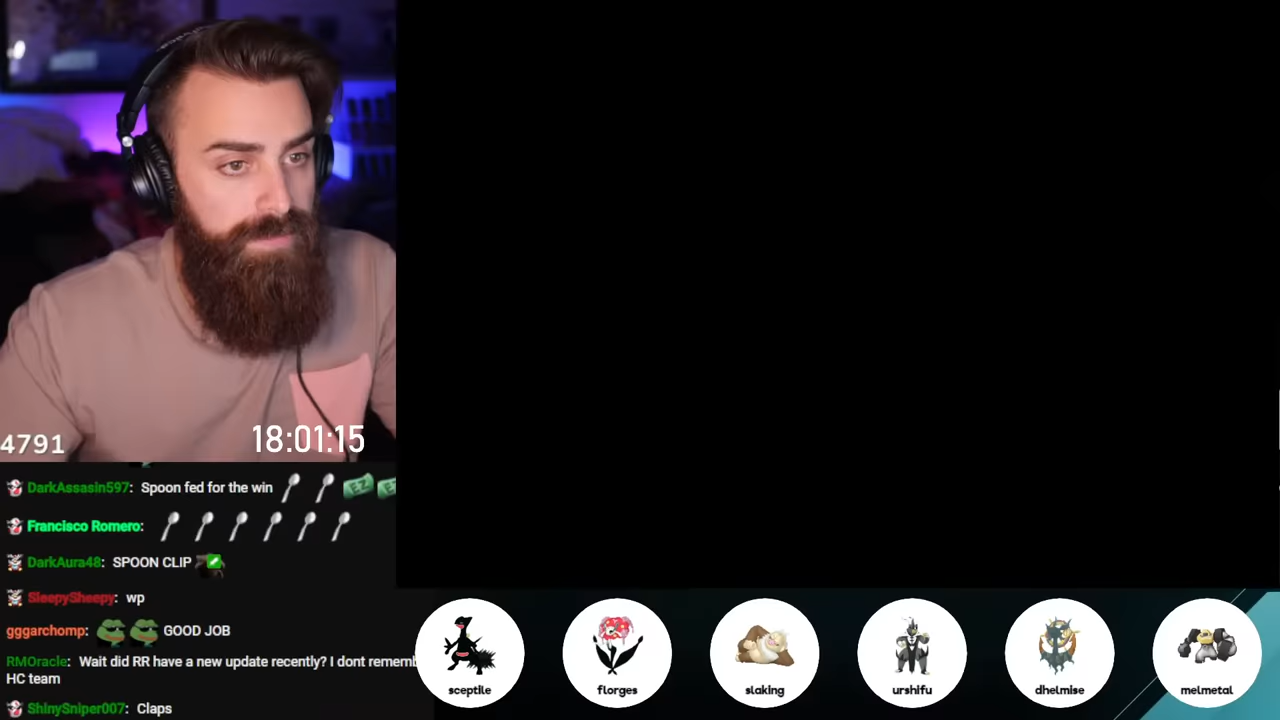 4791
18:01:15
DarkAssasin597: Spoon fed for the win
EZ
Francisco Romero:
DarkAura48: SPOON CLIP
SleepySheepy: wp
gggarchomp: GOOD JOB
RMOracle: Wait did RR have a new update recently? I dont
HC team
ShinySniper007: Claps
sceptile
florges
slaking
urshifu
dhelmise
melmetal